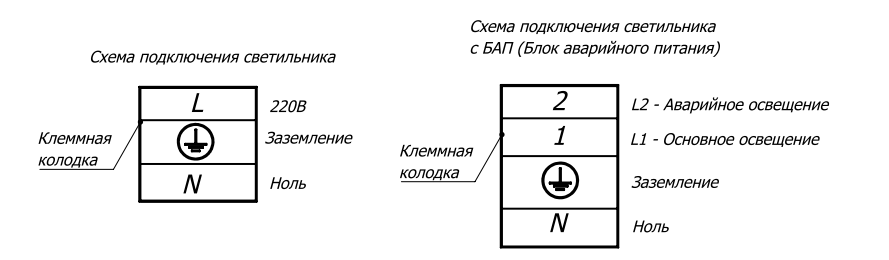 Схема подключения светильника
L
220В
Заземление
N
Ноль
Клеммная
колодка
Схема подключения светильника
с БАП (Блок аварийного питания)
2
L2 - Аварийное освещение
1
L1 - Основное освещение
Заземление
N
Ноль
Клеммная
колодка